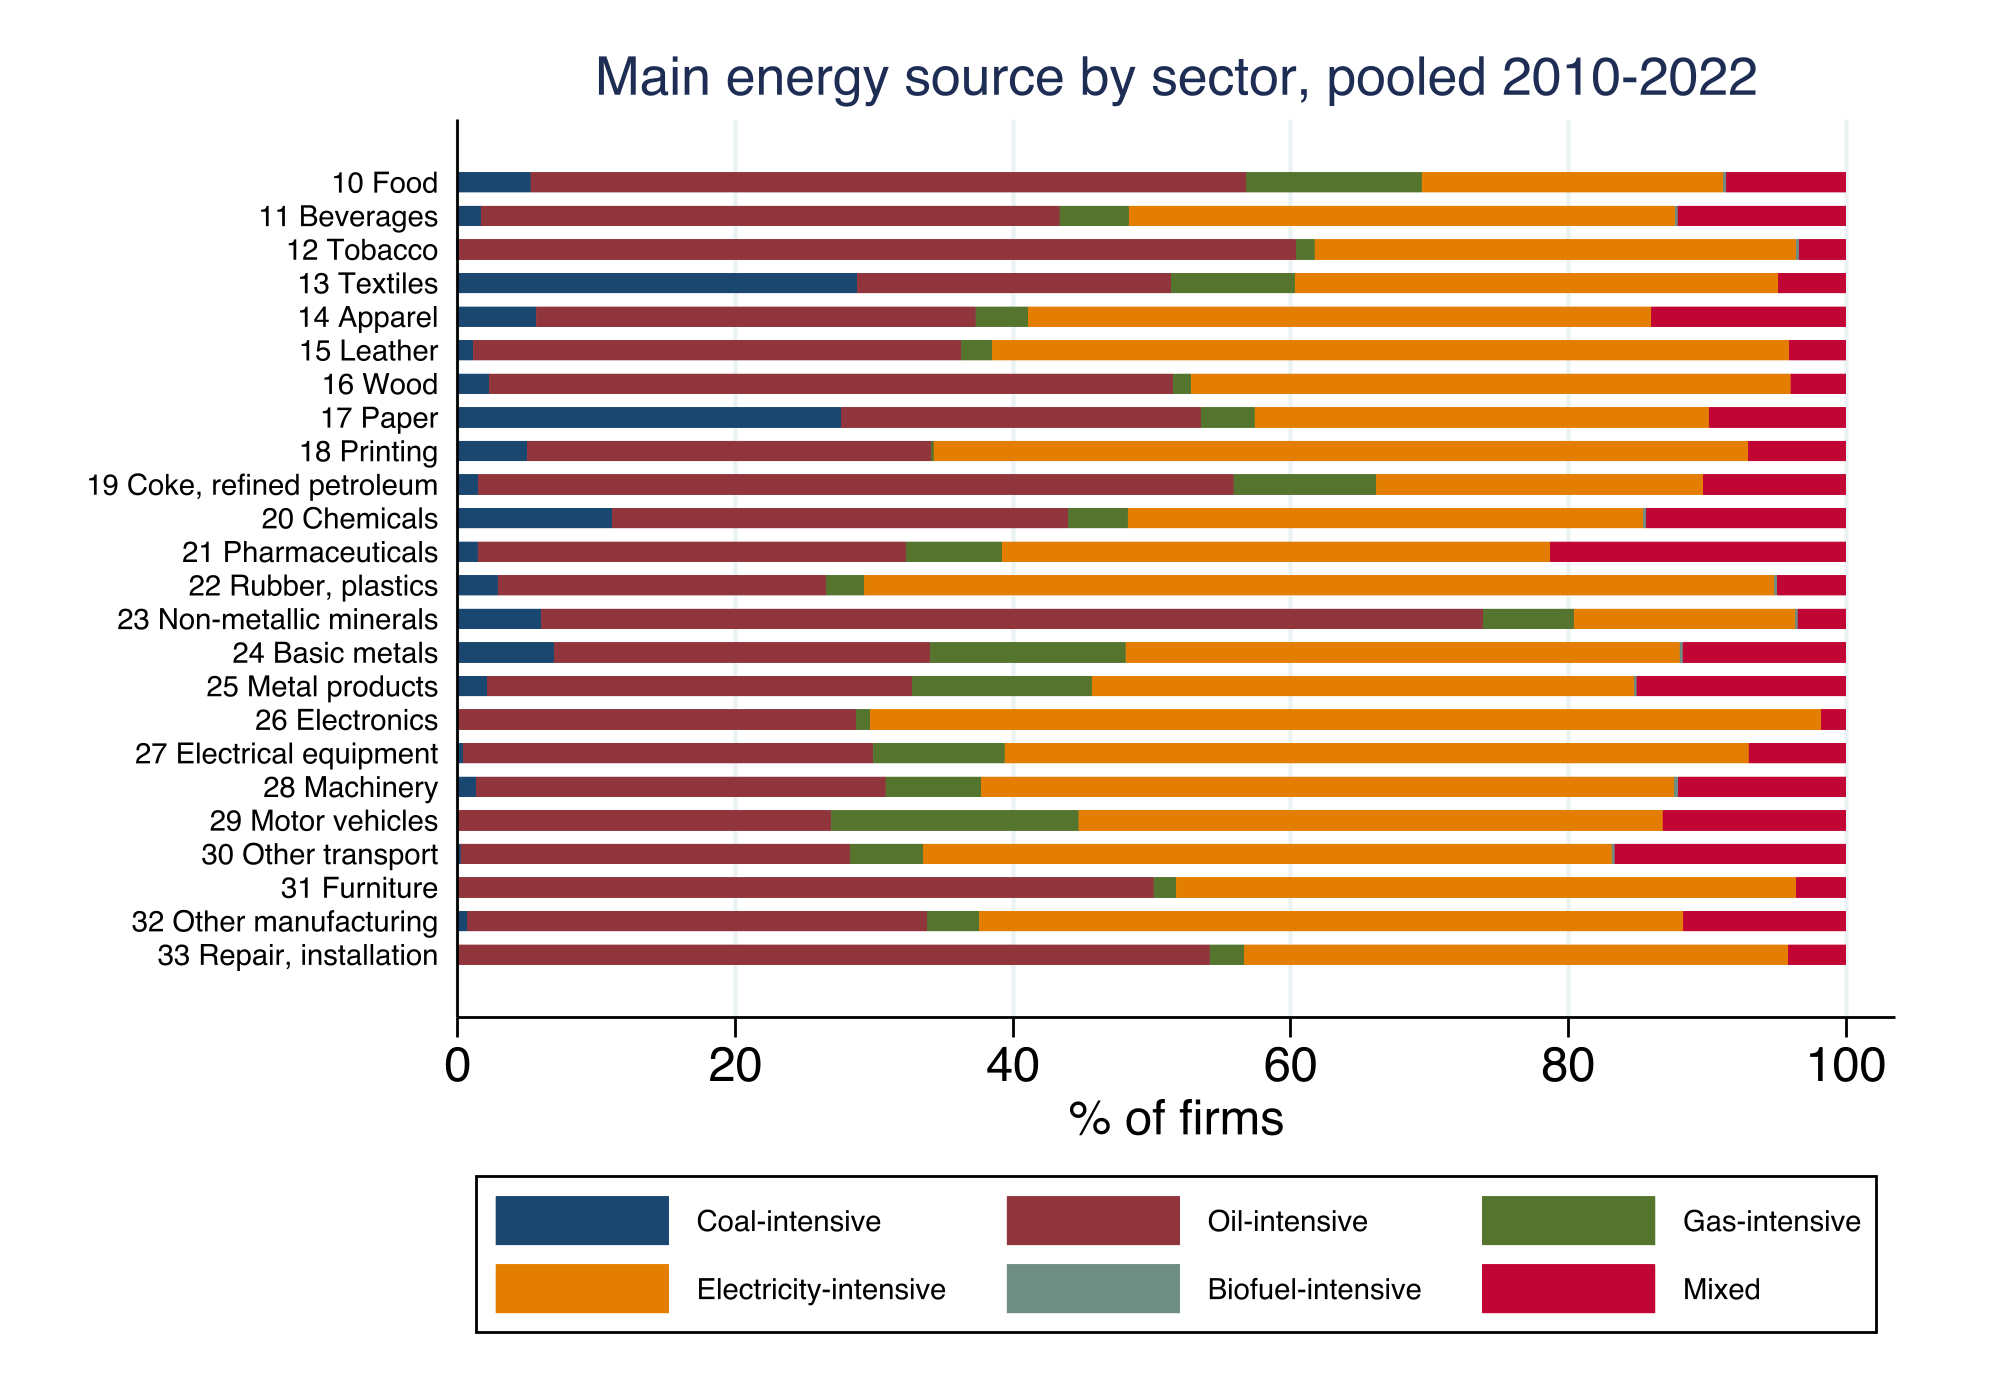 Main energy source by sector, pooled 2010-2022
10 Food
11 Beverages
12 Tobacco
13 Textiles
14 Apparel
15 Leather
16 Wood
17 Paper
18 Printing
19 Coke, refined petroleum
20 Chemicals
21 Pharmaceuticals
22 Rubber, plastics
23 Non-metallic minerals
24 Basic metals
25 Metal products
26 Electronics
27 Electrical equipment
28 Machinery
29 Motor vehicles
30 Other transport
31 Furniture
32 Other manufacturing
33 Repair, installation
0 20 40 60 80 100
% of firms
Coal-intensive Oil-intensive Gas-intensive
Electricity-intensive Biofuel-intensive Mixed